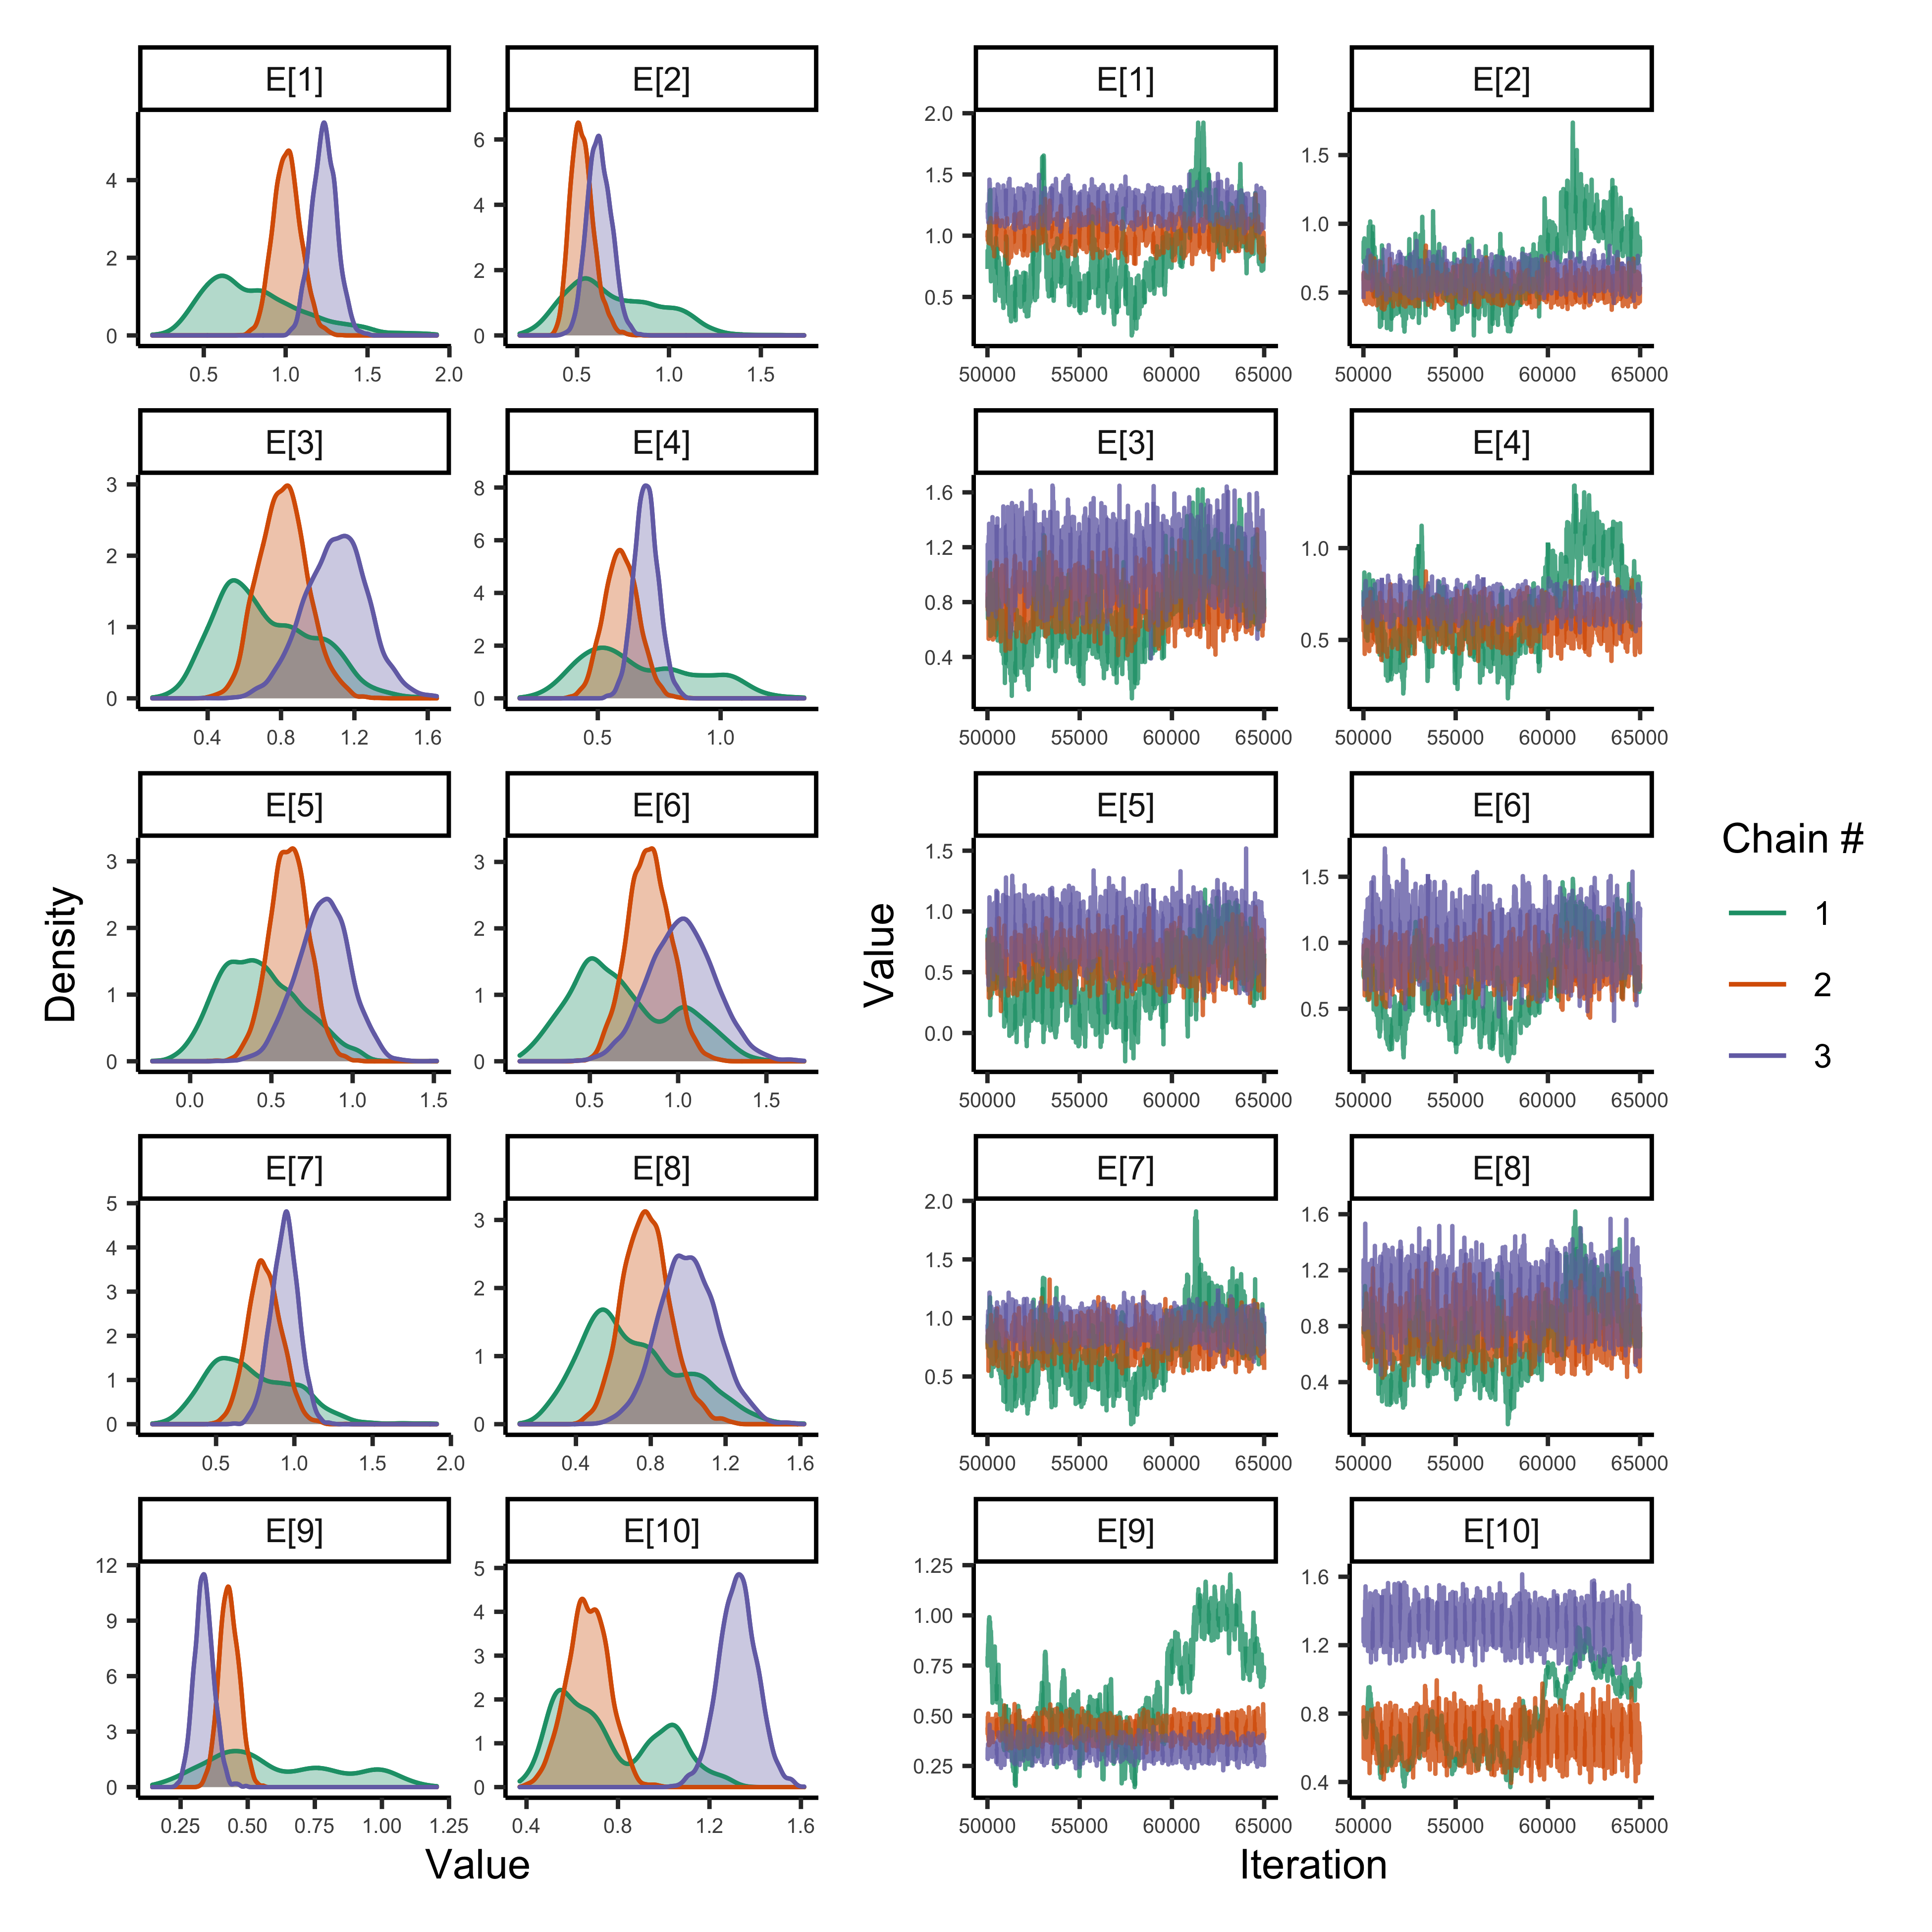 E[1] E[2] E[1] E[2]
4 2 0 6 4 2 0 2.0 1.5 1.0 0.5 1.5 1.0 0.5
0.5 1.0 1.5 2.0 0.5 1.0 1.5 50000 55000 60000 65000 50000 55000 60000 65000
E[3] E[4] E[3] E[4]
3 2 1 0 8 6 4 2 0 1.6 1.2 0.8 0.4 1.0 0.5
0.4 0.8 1.2 1.6 0.5 1.0 50000 55000 60000 65000 50000 55000 60000 65000
E[5] E[6] E[5] E[6]
3 2 1 0 3 2 1 0 1.5 1.0 0.5 0.0 1.5 1.0 0.5
0.0 0.5 1.0 1.5 0.5 1.0 1.5 50000 55000 60000 65000 50000 55000 60000 65000
E[7] E[8] E[7] E[8]
5 4 3 2 1 0 3 2 1 0 2.0 1.5 1.0 0.5 1.6 1.2 0.8 0.4
0.5 1.0 1.5 2.0 0.4 0.8 1.2 1.6 50000 55000 60000 65000 50000 55000 60000 65000
E[9] E[10] E[9] E[10]
12 9 6 3 0 5 4 3 2 1 0 1.25 1.00 0.75 0.50 0.25 1.6 1.2 0.8 0.4
0.25 0.50 0.75 1.00 1.25 0.4 0.8 1.2 1.6 50000 55000 60000 65000 50000 55000 60000 65000
Density
Value
Value
Iteration
Chain #
1
2
3